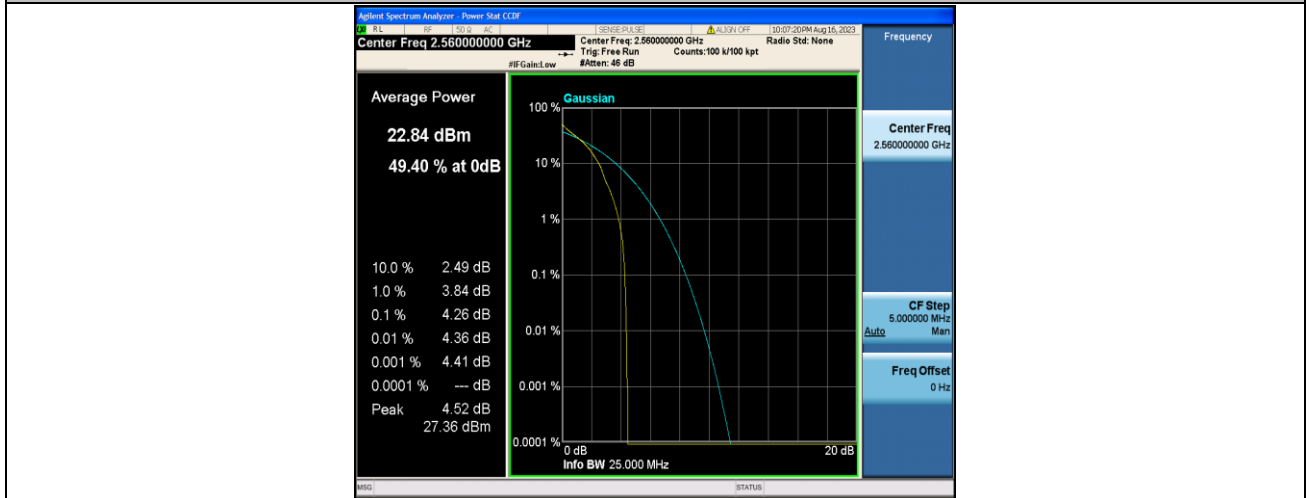 Agilent Spectrum Analyzer - Power Stat CCDF
RL RF 50 Ω AC SENSE:PULSE ALIGN OFF 10:07:20 PM Aug 16, 2023
Center Freq 2.560000000 GHz
Center Freq: 2.560000000 GHz Radio Std: None
Trig: Free Run Counts:100 k/100 kpt
#IFGain:Low #Atten: 46 dB
Frequency
Average Power
22.84 dBm
49.40 % at 0dB
10.0 % 2.49 dB
1.0 % 3.84 dB
0.1 % 4.26 dB
0.01 % 4.36 dB
0.001 % 4.41 dB
0.0001 % --- dB
Peak 4.52 dB
27.36 dBm
Gaussian
100 %
10 %
1 %
0.1 %
0.01 %
0.001 %
0.0001 %
0 dB 20 dB
Info BW 25.000 MHz
Center Freq
2.560000000 GHz
CF Step
5.000000 MHz
Auto Man
Freq Offset
0 Hz
MSG STATUS